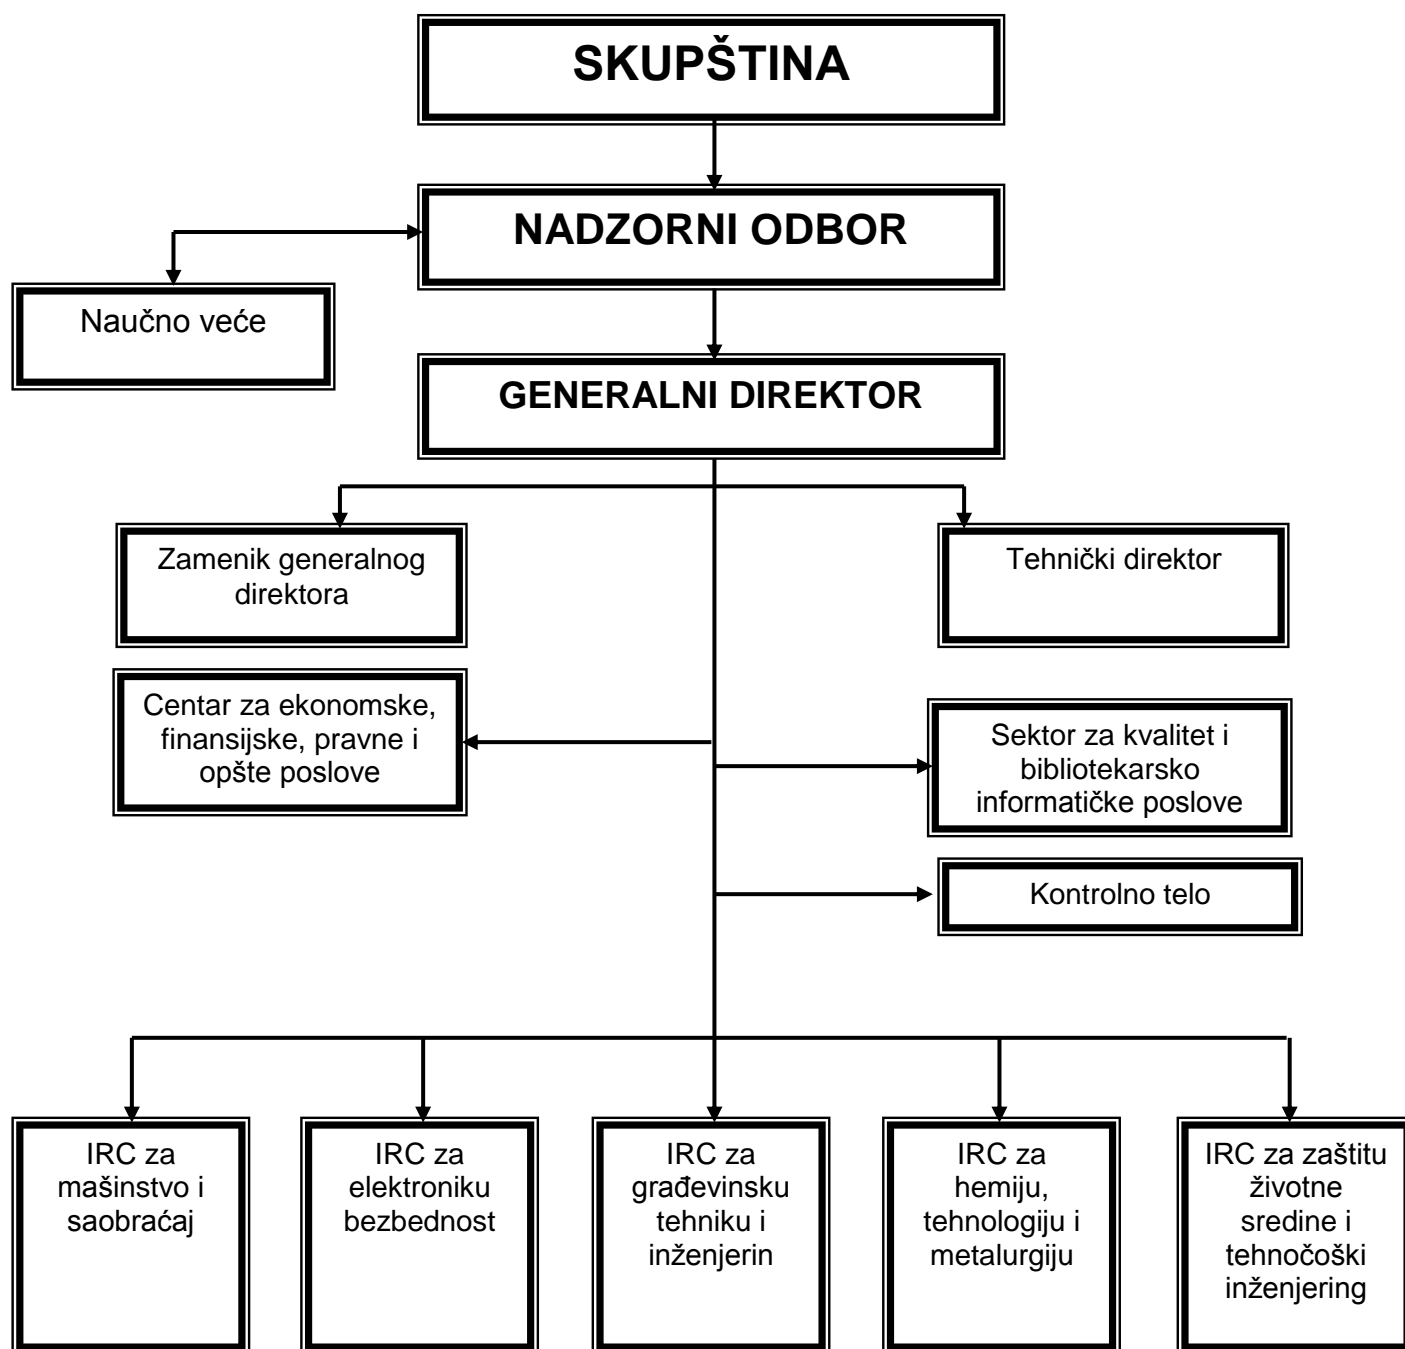 SKUPŠTINA
NADZORNI ODBOR
Naučno veće
GENERALNI DIREKTOR
Zamenik generalnog
direktora
Tehnički direktor
Centar za ekonomske,
finansijske, pravne i
opšte poslove
Sektor za kvalitet i
bibliotekarsko
informatičke poslove
Kontrolno telo
IRC za
mašinstvo i
saobraćaj
IRC za
elektroniku
bezbednost
IRC za
građevinsku
tehniku i
inženjerin
IRC za
hemiju,
tehnologiju i
metalurgiju
IRC za zaštitu
životne
sredine i
tehnočoški
inženjering